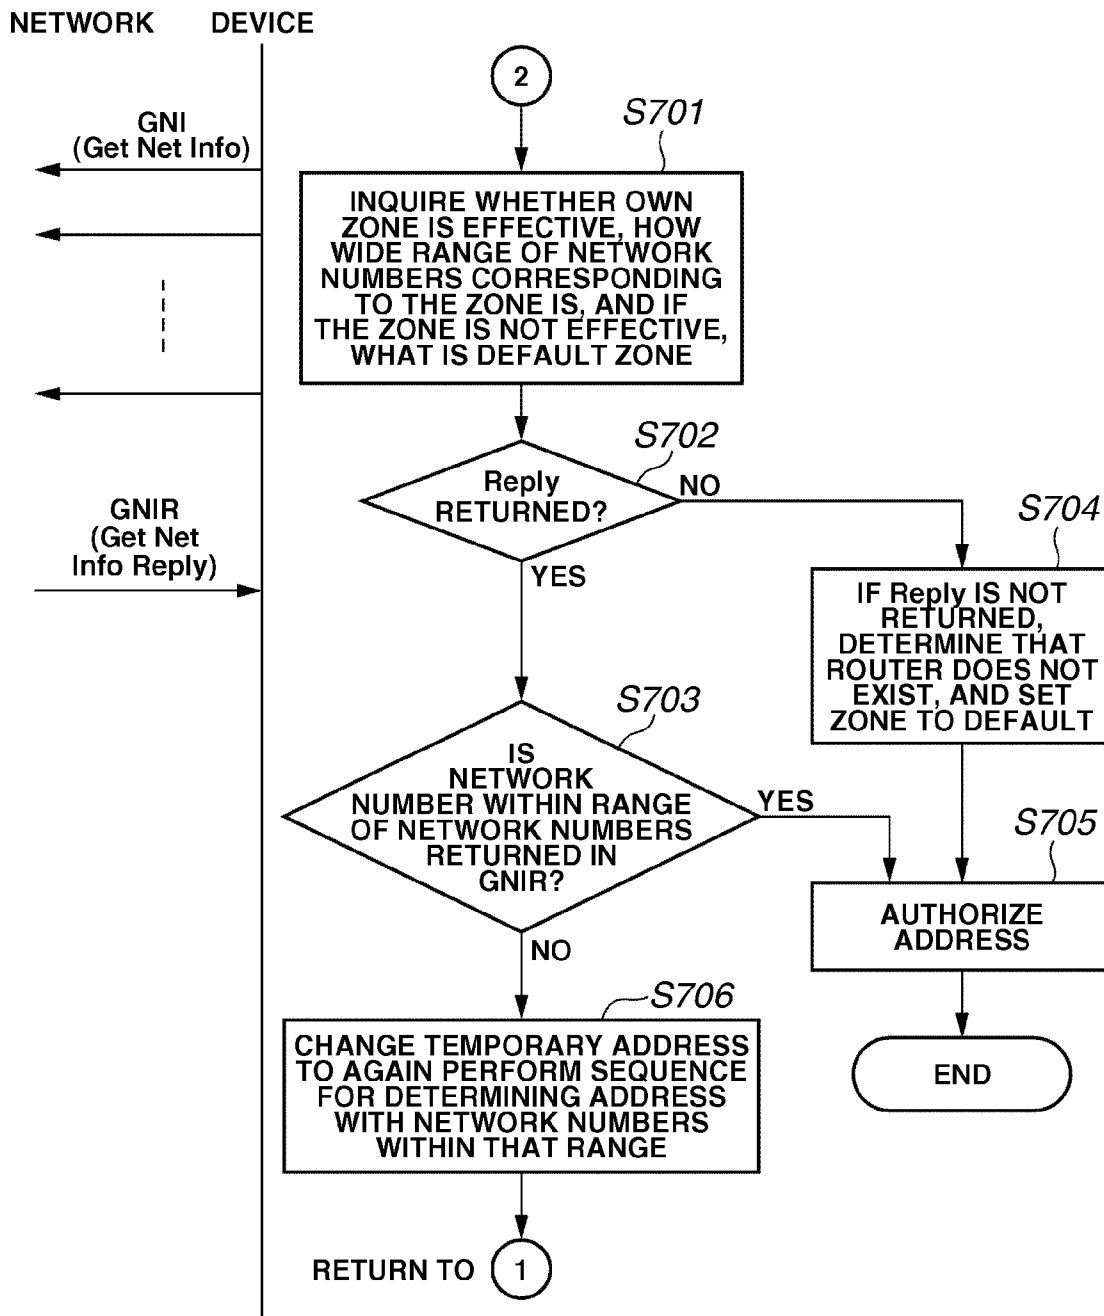 NETWORK DEVICE
2
GNI
(Get Net Info)
S701
INQUIRE WHETHER OWN
ZONE IS EFFECTIVE, HOW
WIDE RANGE OF NETWORK
NUMBERS CORRESPONDING
TO THE ZONE IS, AND IF
THE ZONE IS NOT EFFECTIVE,
WHAT IS DEFAULT ZONE
S702
Reply
RETURNED?
NO
YES
GNIR
(Get Net
Info Reply)
S704
IF Reply IS NOT
RETURNED,
DETERMINE THAT
ROUTER DOES NOT
EXIST, AND SET
ZONE TO DEFAULT
S703
IS
NETWORK
NUMBER WITHIN RANGE
OF NETWORK NUMBERS
RETURNED IN
GNIR?
YES
NO
S705
AUTHORIZE
ADDRESS
END
S706
CHANGE TEMPORARY ADDRESS
TO AGAIN PERFORM SEQUENCE
FOR DETERMINING ADDRESS
WITH NETWORK NUMBERS
WITHIN THAT RANGE
RETURN TO 1